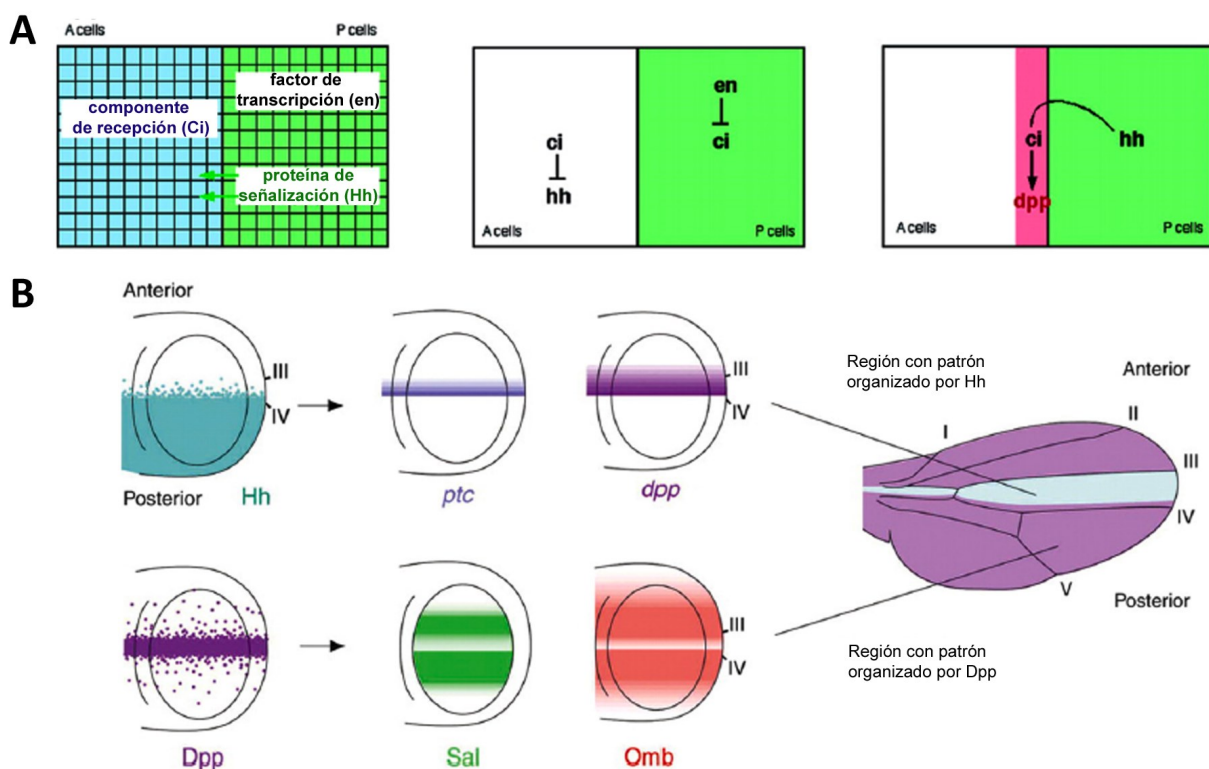 A
A cells
P cells
factor de
transcripción (en)
componente
de recepción (Ci)
proteína de
señalización (Hh)
en
ci
ci
hh
A cells
P cells
ci
hh
dpp
A cells
P cells
B
Anterior
III
IV
Posterior
Hh
ptc
III
IV
dpp
Región con patrón
organizado por Hh
Anterior
I
II
III
IV
V
Posterior
Dpp
Sal
III
IV
Omb
Región con patrón
organizado por Dpp